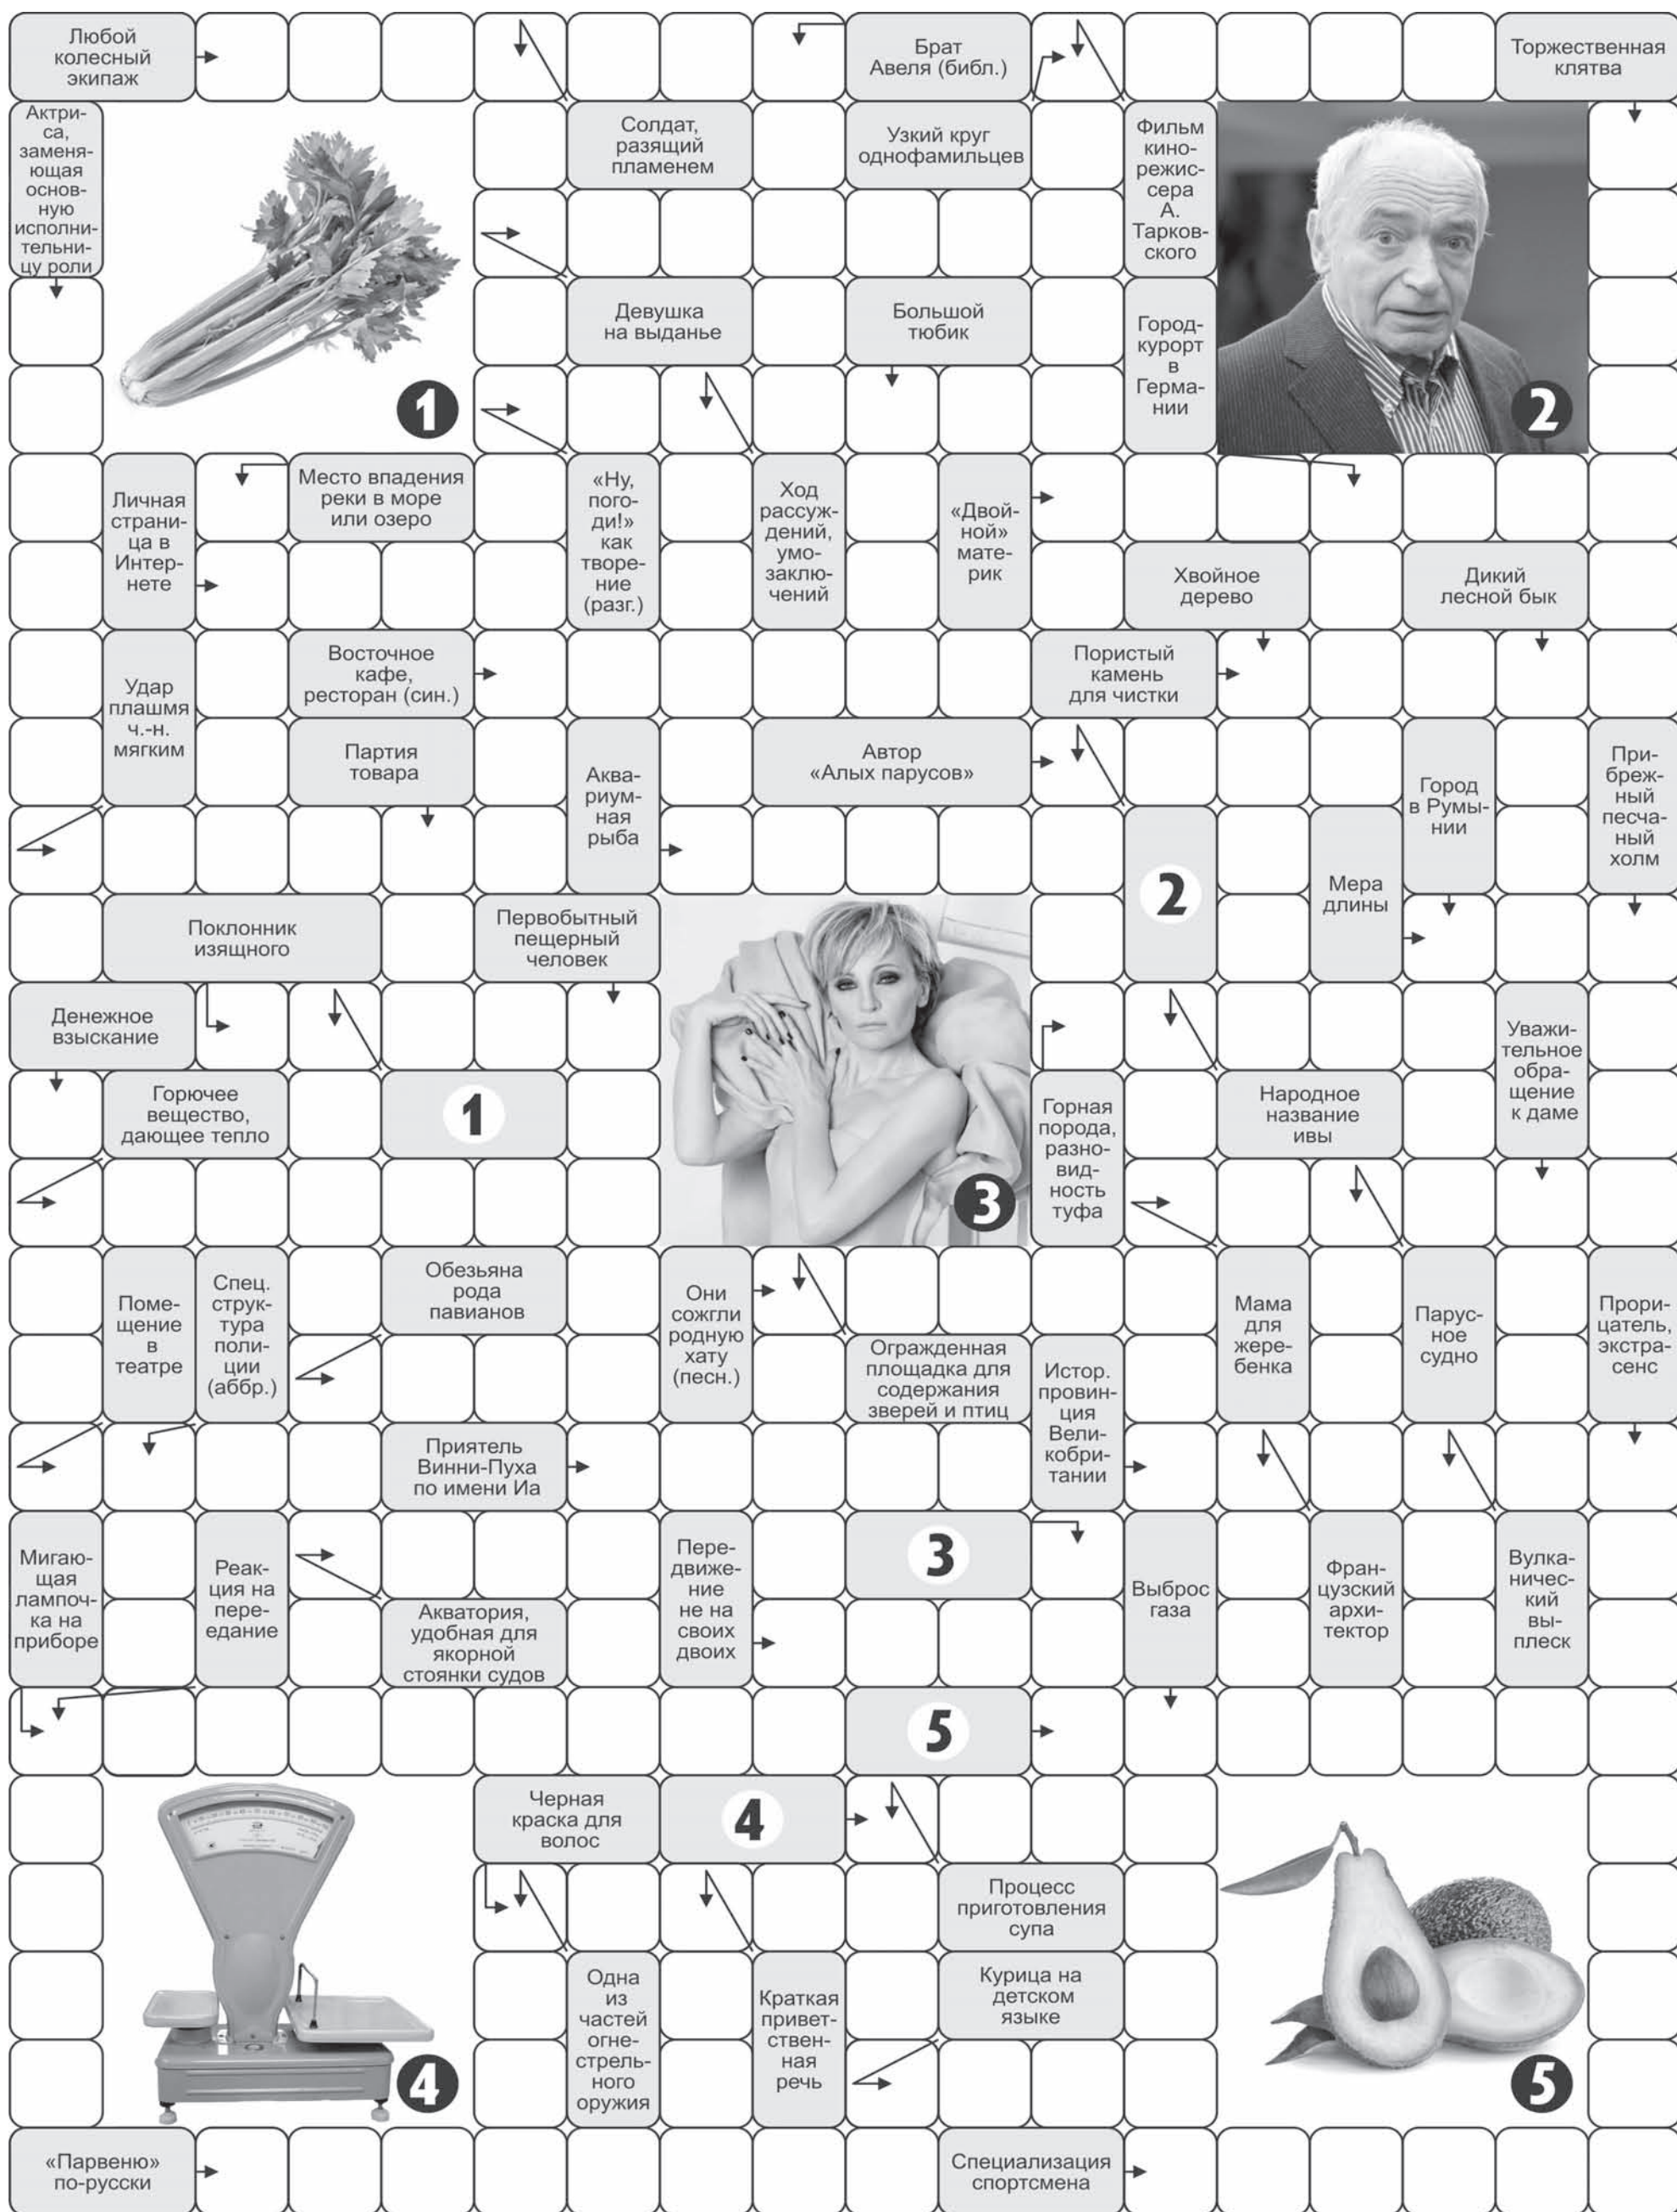 Любой
колесный
экипаж
Брат
Авеля (библ.)
Торжественная
клятва
Актри-
са,
заменя-
ющая
основ-
ную
исполни-
тельни-
цу роли
Солдат,
разящий
пламенем
Узкий круг
однофамильцев
Фильм
кино-
режис-
сера
А.
Тарков-
ского
Девушка
на выданье
Большой
тюбик
Город-
курорт
в
Герма-
нии
1
2
Личная
страни-
ца в
Интер-
нете
Место впадения
реки в море
или озеро
«Ну,
пого-
ди!»
как
творе-
ние
(разг.)
Ход
рассуж-
дений,
умо-
заклю-
чений
«Двой-
ной»
мате-
рик
Хвойное
дерево
Дикий
лесной бык
Удар
плашмя
ч.-н.
мягким
Восточное
кафе,
ресторан (син.)
Пористый
камень
для чистки
Партия
товара
Аква-
риум-
ная
рыба
Автор
«Алых парусов»
Город
в Румы-
нии
При-
бреж-
ный
песча-
ный
холм
2
Мера
длины
Поклонник
изящного
Первобытный
пещерный
человек
Денежное
взыскание
Уважи-
тельное
обра-
щение
к даме
Горючее
вещество,
дающее тепло
1
Горная
порода,
разно-
вид-
ность
туфа
Народное
название
ивы
3
Поме-
щение
в
театре
Спец.
струк-
тура
поли-
ции
(аббр.)
Обезьяна
рода
павианов
Они
сожгли
родную
хату
(песн.)
Огражденная
площадка для
содержания
зверей и птиц
Истор.
провин-
ция
Вели-
кобри-
тании
Мама
для
жере-
бенка
Парус-
ное
судно
Прори-
цатель,
экстра-
сенс
Приятель
Винни-Пуха
по имени Иа
Мигаю-
щая
лампоч-
ка на
приборе
Реак-
ция на
пере-
едание
Акватория,
удобная для
якорной
стоянки судов
Пере-
движе-
ние
не на
своих
двоих
3
Выброс
газа
Фран-
цузский
архи-
тектор
Вулка-
ничес-
кий
вы-
плеск
5
Черная
краска для
волос
4
Процесс
приготовления
супа
Одна
из
частей
огне-
стрель-
ного
оружия
Краткая
привет-
ствен-
ная
речь
Курица на
детском
языке
4
5
«Парвеню»
по-русски
Специализация
спортсмена